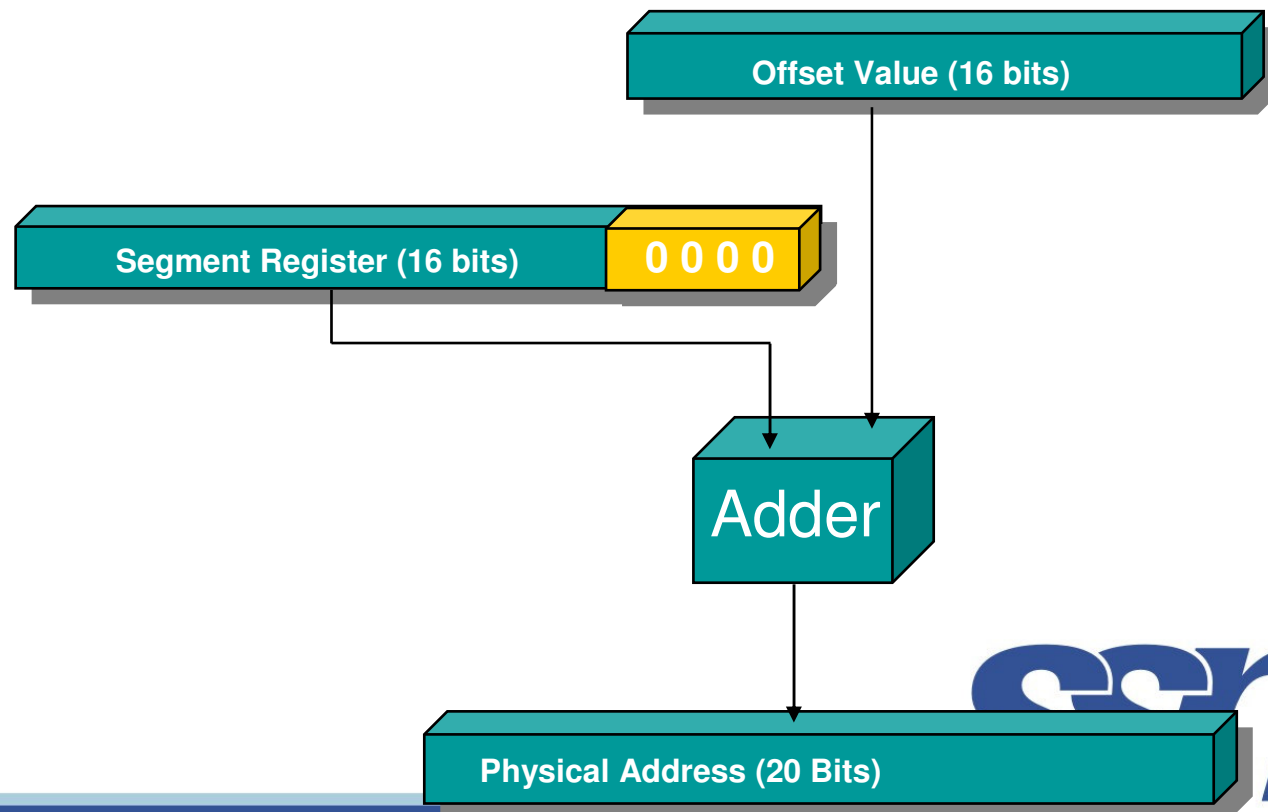 Offset Value (16 bits)
Segment Register (16 bits)
0 0 0 0
Adder
Physical Address (20 Bits)